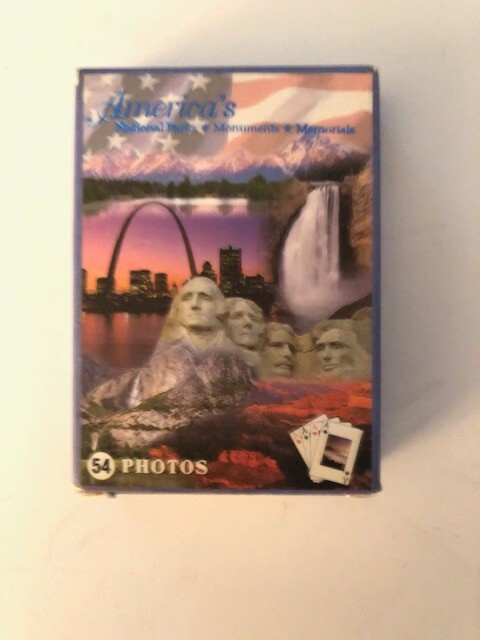 America's
National Parks ★ Monuments ★ Memorials
54 PHOTOS